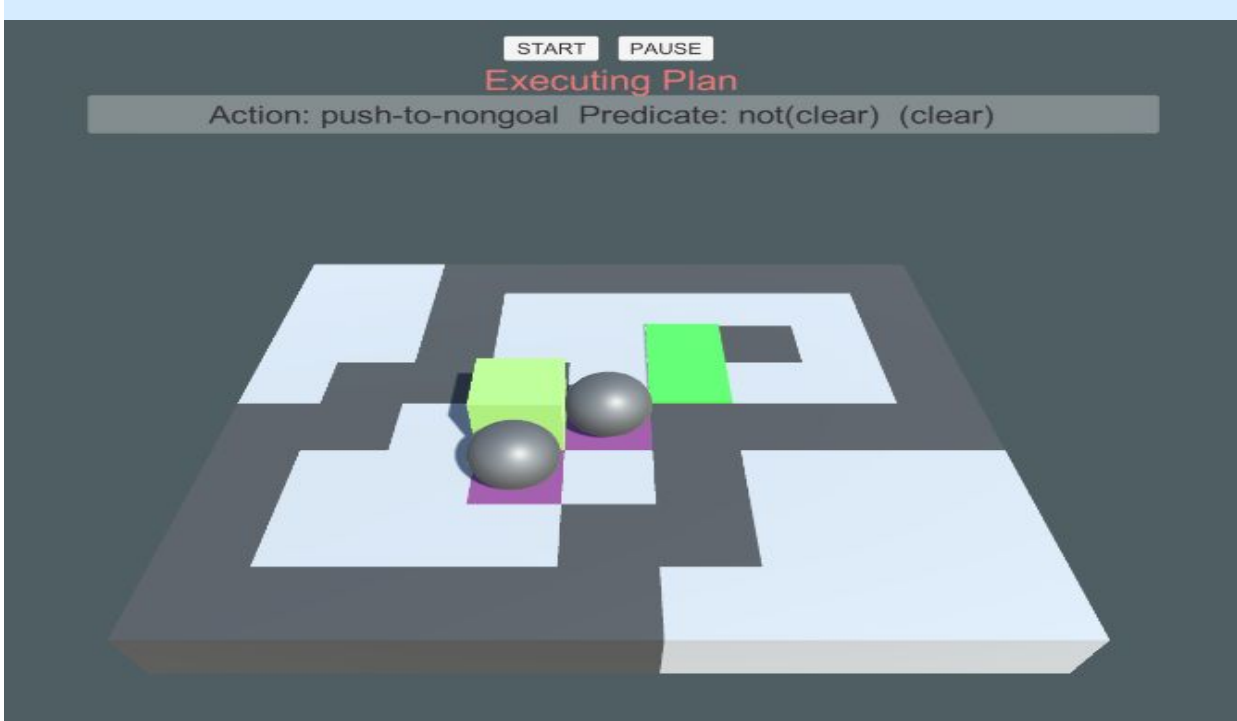 START PAUSE
Executing Plan
Action: push-to-nongoal Predicate: not(clear) (clear)